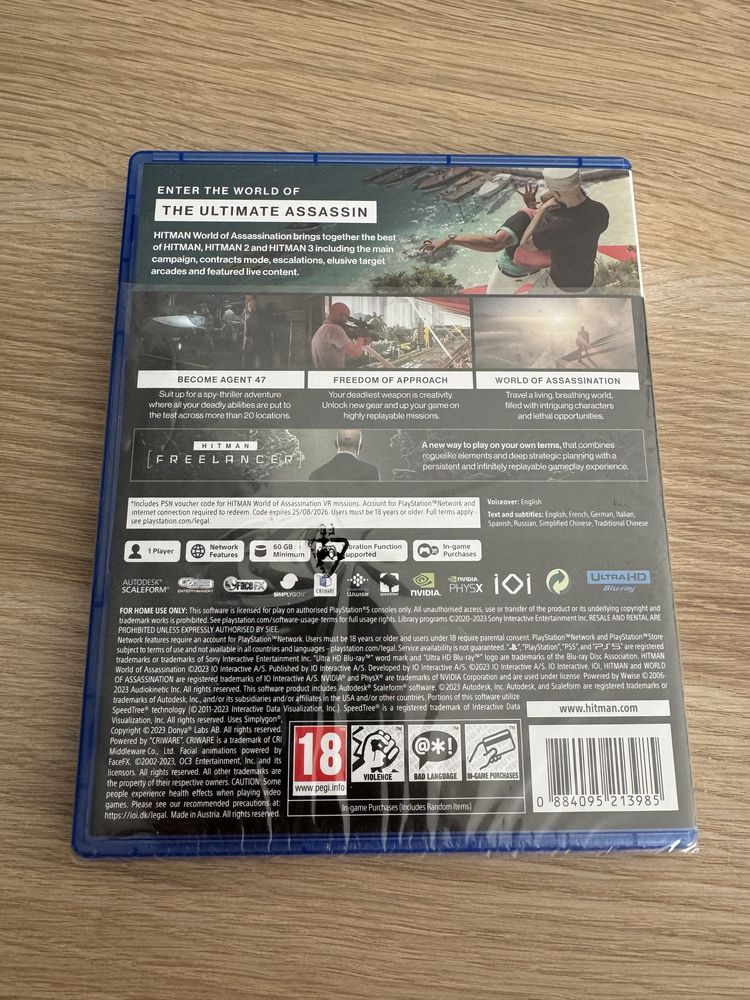 ENTER THE WORLD OF
THE ULTIMATE ASSASSIN
HITMAN World of Assassination brings together the best
of HITMAN, HITMAN 2 and HITMAN 3 including the main
campaign, contracts mode, escalations, elusive target
arcades and featured live content.
BECOME AGENT 47
Suit up for a spy-thriller adventure
where all your deadly abilities are put to
the test across more than 20 locations.
FREEDOM OF APPROACH
Your deadliest weapon is creativity.
Unlock new gear and up your game on
highly replayable missions.
WORLD OF ASSASSINATION
Travel a living, breathing world,
filled with intriguing characters
and lethal opportunities.
HITMAN
[FREELANCER]
A new way to play on your own terms, that combines
roguelike elements and deep strategic planning with a
persistent and infinitely replayable gameplay experience.
*Includes PSN voucher code for HITMAN World of Assassination VR missions. Account for PlayStation™Network and
internet connection required to redeem. Code expires 25/08/2026. Users must be 18 years or older. Full terms apply -
see playstation.com/legal.
Voiceover: English
Text and subtitles: English, French, German, Italian,
Spanish, Russian, Simplified Chinese, Traditional Chinese
1 Player
Network
Features
60 GB
Minimum
bration Function
upported
In-game
Purchases
AUTODESK®
SCALEFORM®
ENTERTAINMENT
FaceFX
SIMPLYGON
CRIWARE
Wwise
NVIDIA
NVIDIA
PHYSX
IOI
ULTRA HD
Blu-ray
FOR HOME USE ONLY: This software is licensed for play on authorised PlayStation®5 consoles only. All unauthorised access, use or transfer of the product or its underlying copyright and
trademark works is prohibited. See playstation.com/software-usage-terms for full usage rights. Library programs ©2020-2023 Sony Interactive Entertainment Inc. RESALE AND RENTAL ARE
PROHIBITED UNLESS EXPRESSLY AUTHORISED BY SIEE.
Network features require an account for PlayStation™Network. Users must be 18 years or older and users under 18 require parental consent. PlayStation™Network and PlayStation™Store
subject to terms of use and not available in all countries and languages – playstation.com/legal. Service availability is not guaranteed. "PlayStation", "PS5", and "PS5" are registered
trademarks or trademarks of Sony Interactive Entertainment Inc. "Ultra HD Blu-ray™" word mark and "Ultra HD Blu-ray™" logo are trademarks of the Blu-ray Disc Association. HITMAN
World of Assassination ©2023 IO Interactive A/S. Published by IO Interactive A/S. Developed by IO Interactive A/S. IO Interactive, IOI, HITMAN and WORLD
OF ASSASSINATION are trademarks of IO Interactive A/S. NVIDIA® and PhysX® are trademarks of NVIDIA Corporation and are used under license. Powered by Wwise © 2006-
2023 Audiokinetic Inc. All rights reserved. This software product includes Autodesk® Scaleform® software, ©2023 Autodesk, Inc. Autodesk, and Scaleform are registered trademarks or
trademarks of Autodesk, Inc., and/or its subsidiaries and/or affiliates in the USA and/or other countries. Portions of this software utilize
SpeedTree® technology (©2011-2023 Interactive Data Visualization, Inc.). SpeedTree® is a registered trademark of Interactive Data
Visualization, Inc. All rights reserved. Uses Simplygon®,
Copyright © 2023 Donya® Labs AB. All rights reserved.
Powered by "CRIWARE". CRIWARE is a trademark of CRI
Middleware Co., Ltd. Facial animations powered by
FaceFX. ©2002-2023, OC3 Entertainment, Inc. and its
licensors. All rights reserved. All other trademarks are
the property of their respective owners. CAUTION: Some
people experience health effects when playing video
games. Please see our recommended precautions at:
https://ioi.dk/legal. Made in Austria. All rights reserved.
www.hitman.com
18
www.pegi.info
VIOLENCE
@*!
BAD LANGUAGE
IN-GAME PURCHASES
In-game Purchases (Includes Random Items)
0 884095 213985